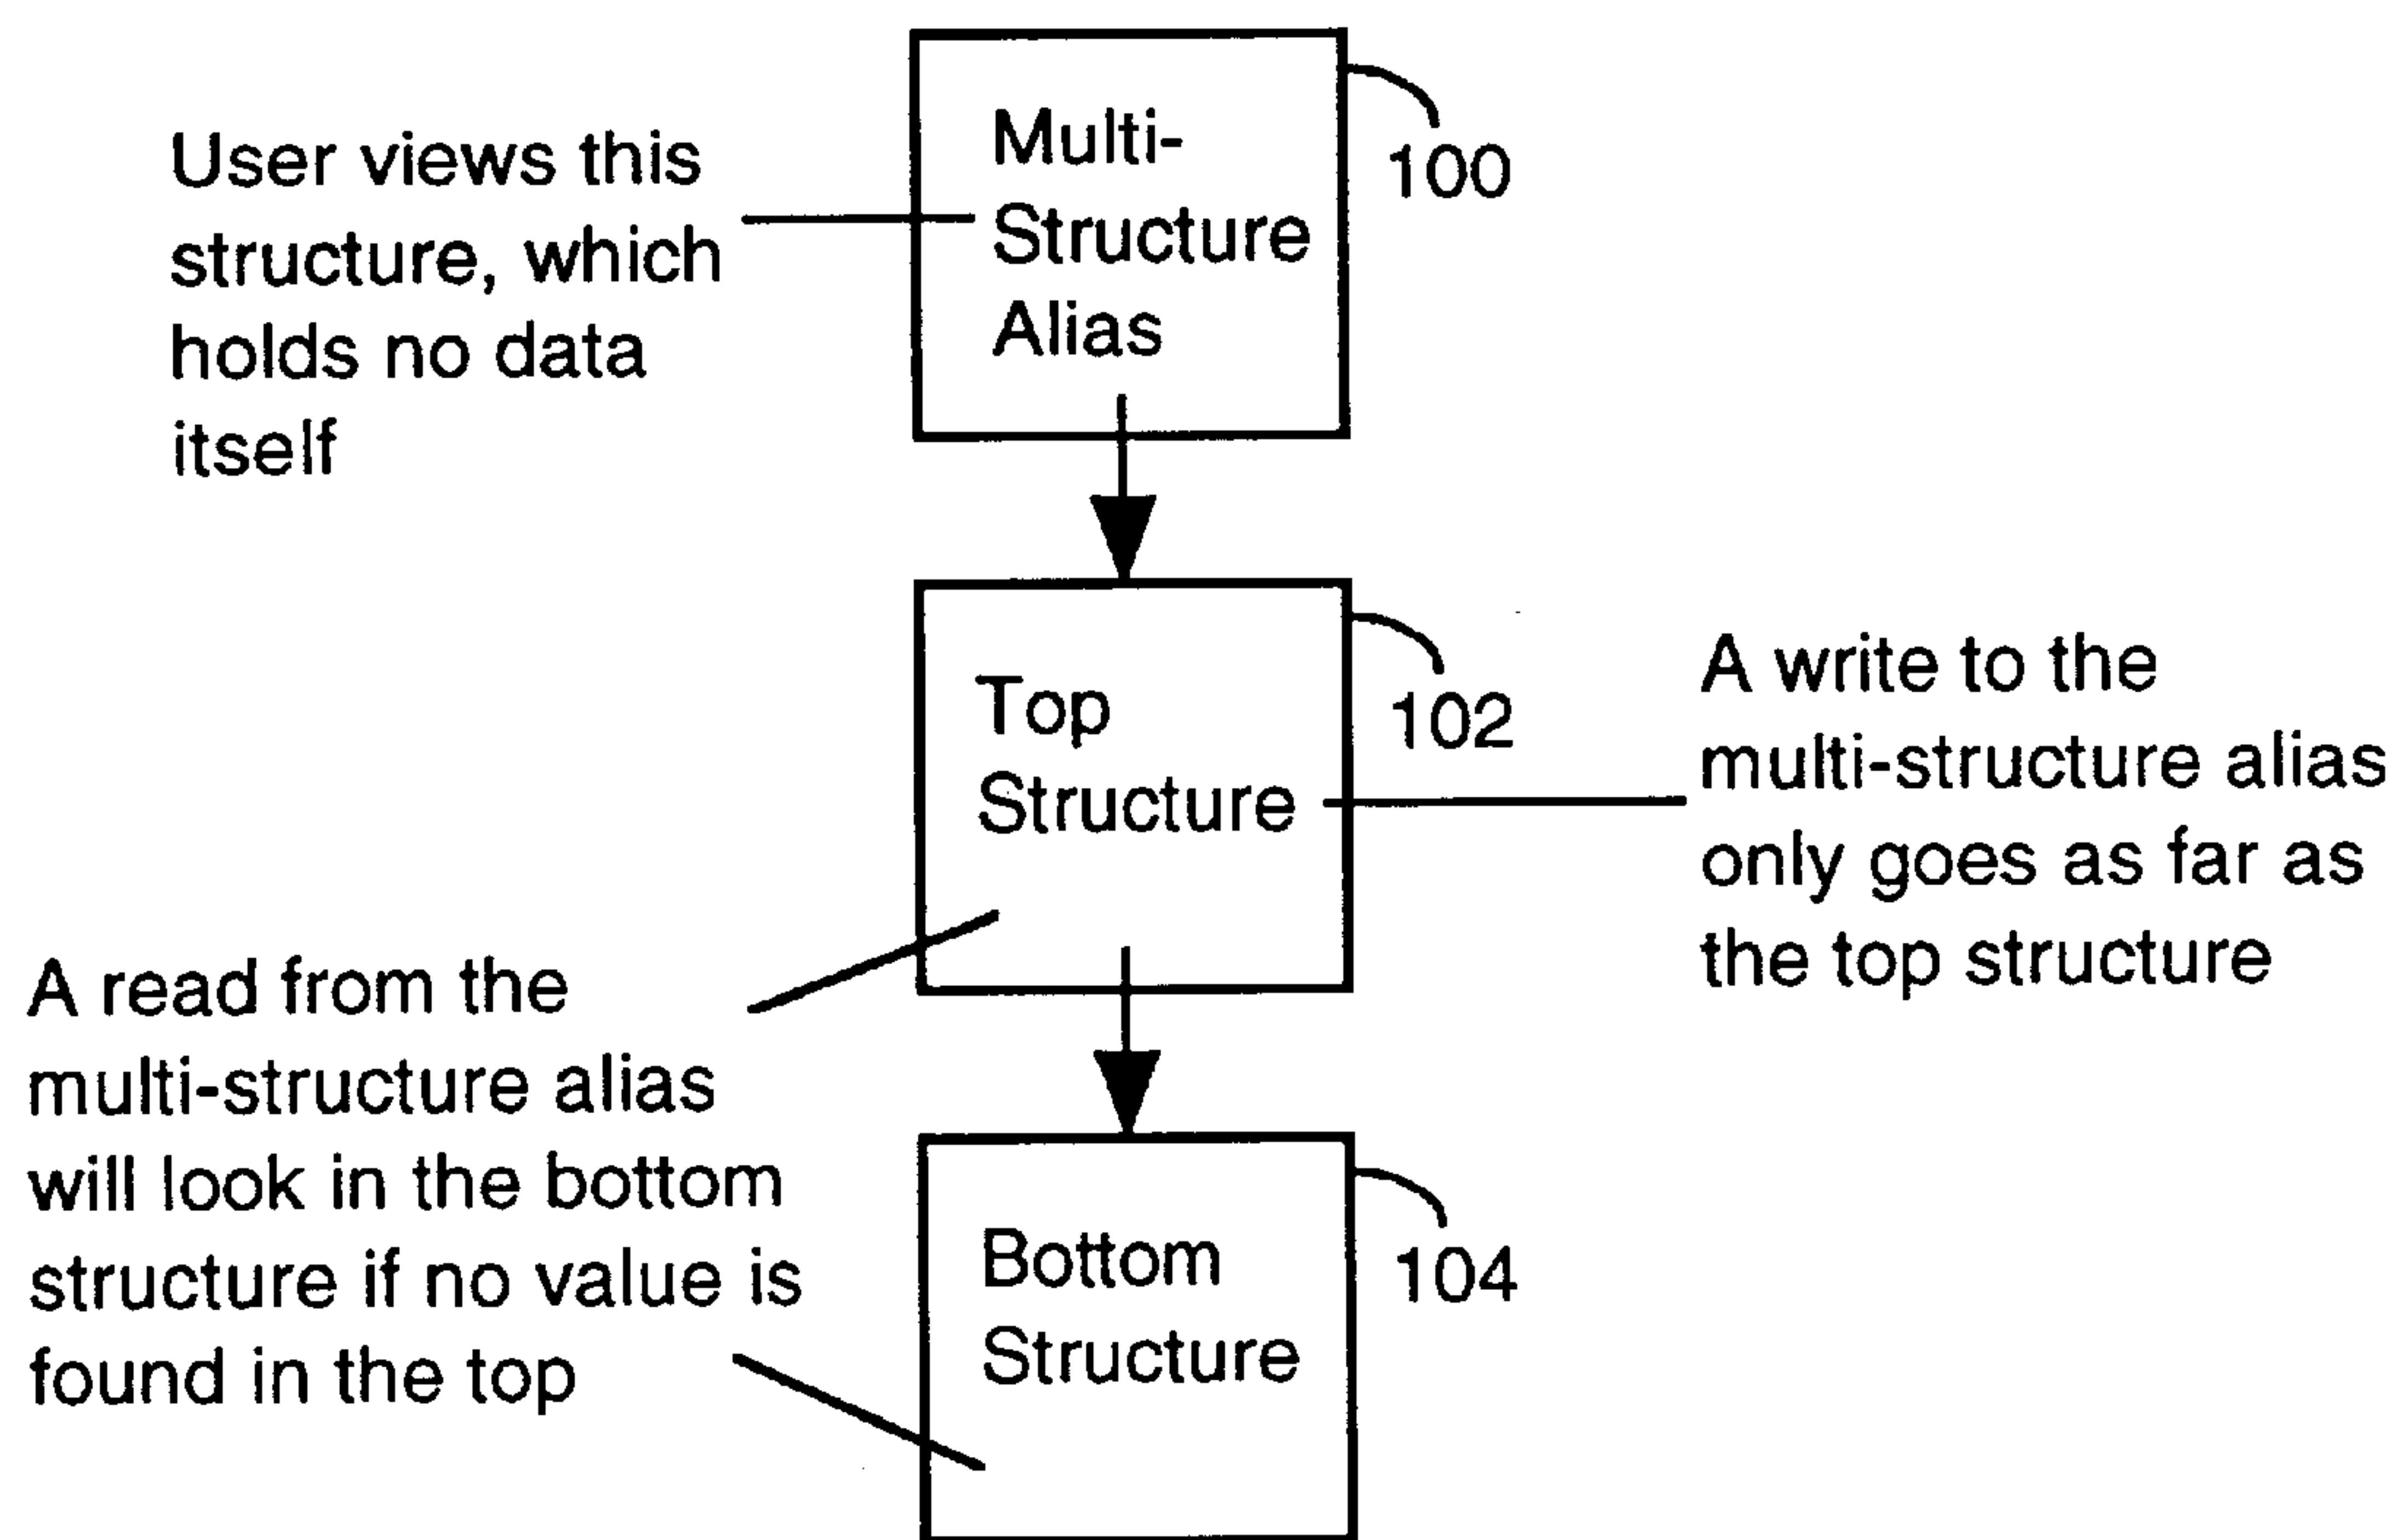 User views this
structure, which
holds no data
itself
Multi-
Structure
Alias
100
Top
Structure
102
A write to the
multi-structure alias
only goes as far as
the top structure
A read from the
multi-structure alias
will look in the bottom
structure if no value is
found in the top
Bottom
Structure
104